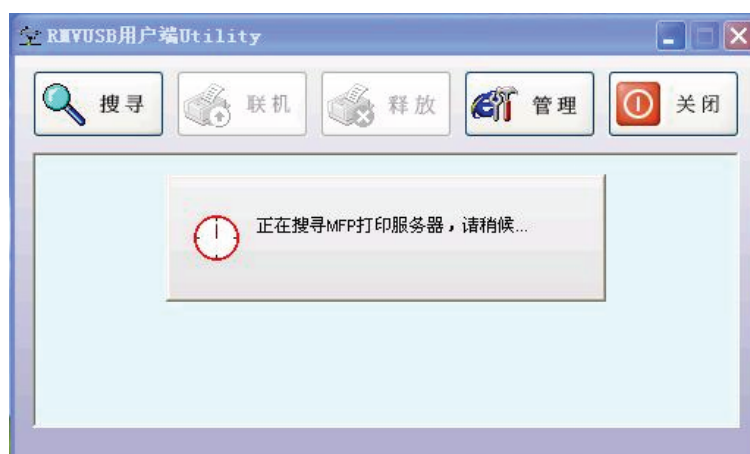 RMVUSB用户端Utility
搜寻
联机
释放
管理
关闭
正在搜寻MFP打印服务器，请稍候...